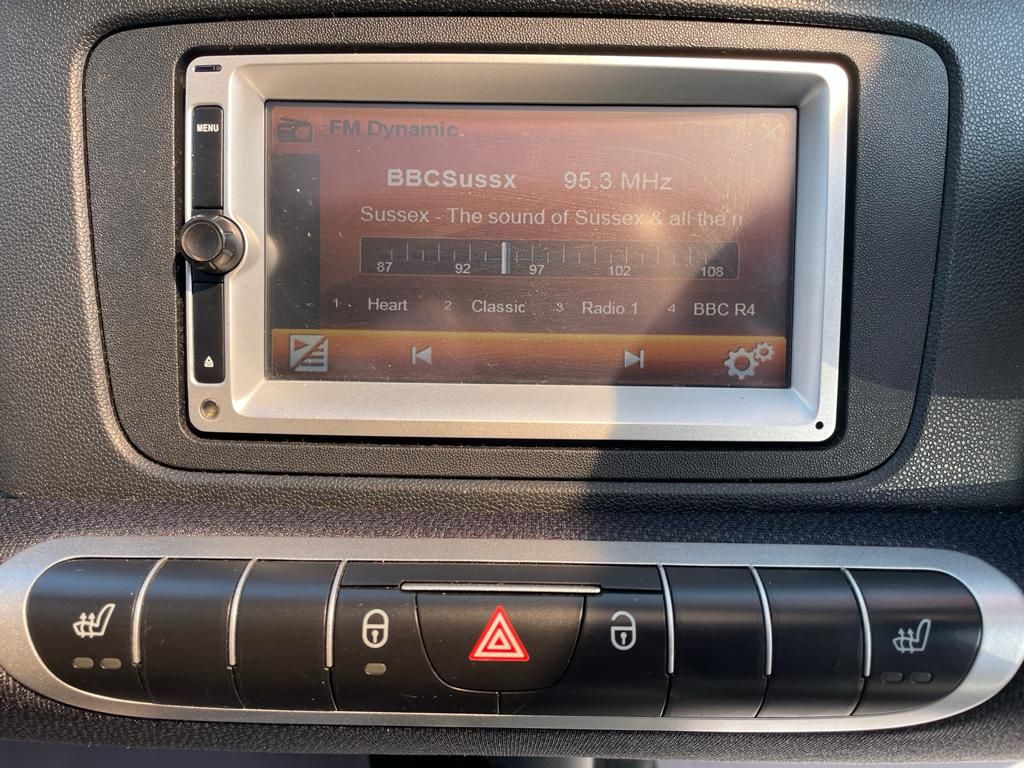 MENU
FM Dynamic
BBCSussx 95.3 MHz
Sussex - The sound of Sussex & all the n
87 92 97 102 108
1 Heart 2 Classic 3 Radio 1 4 BBC R4